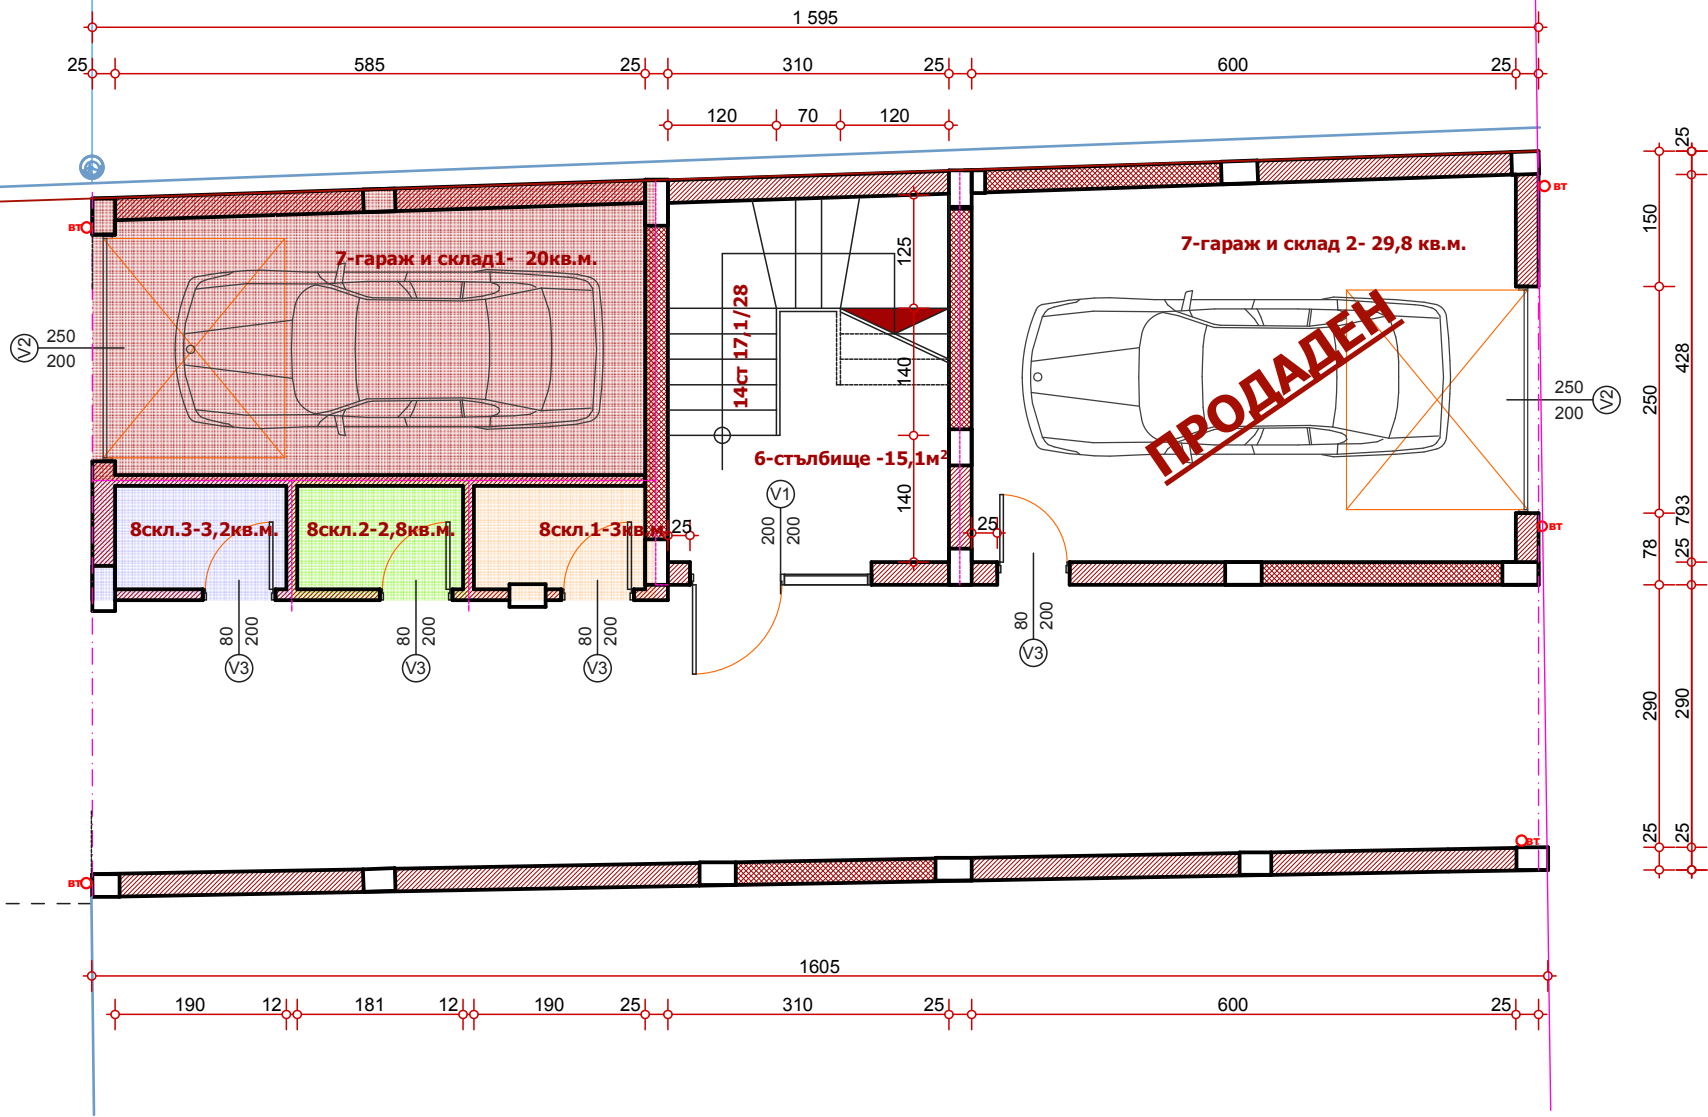 1 595
25 585 25 310 25 600 25
120 70 120
25
вт
вт
7-гараж и склад 2- 29,8 кв.м.
7-гараж и склад1- 20кв.м.
150
125
14ст 17,1/28
V2 250
200
ПРОДАДЕН
140
428
250
250
200 V2
6-стълбище -15,1м²
V1
200 200
140
793
8скл.3-3,2кв.м.
8скл.2-2,8кв.м.
8скл.1-3кв.м.
25
25
вт
78
25
80 200
V3
80 200
V3
80 200
V3
80 200
V3
290
290
25
25
вт
вт
1605
190 12 181 12 190 25 310 25 600 25